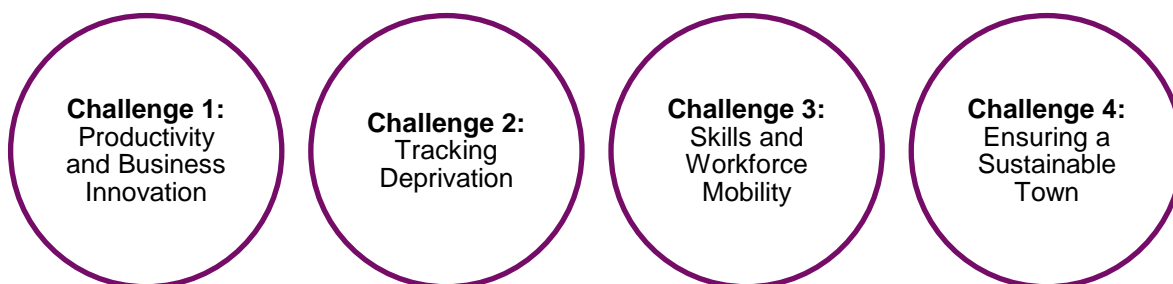 Challenge 1:
Productivity
and Business
Innovation
Challenge 2:
Tracking
Deprivation
Challenge 3:
Skills and
Workforce
Mobility
Challenge 4:
Ensuring a
Sustainable
Town